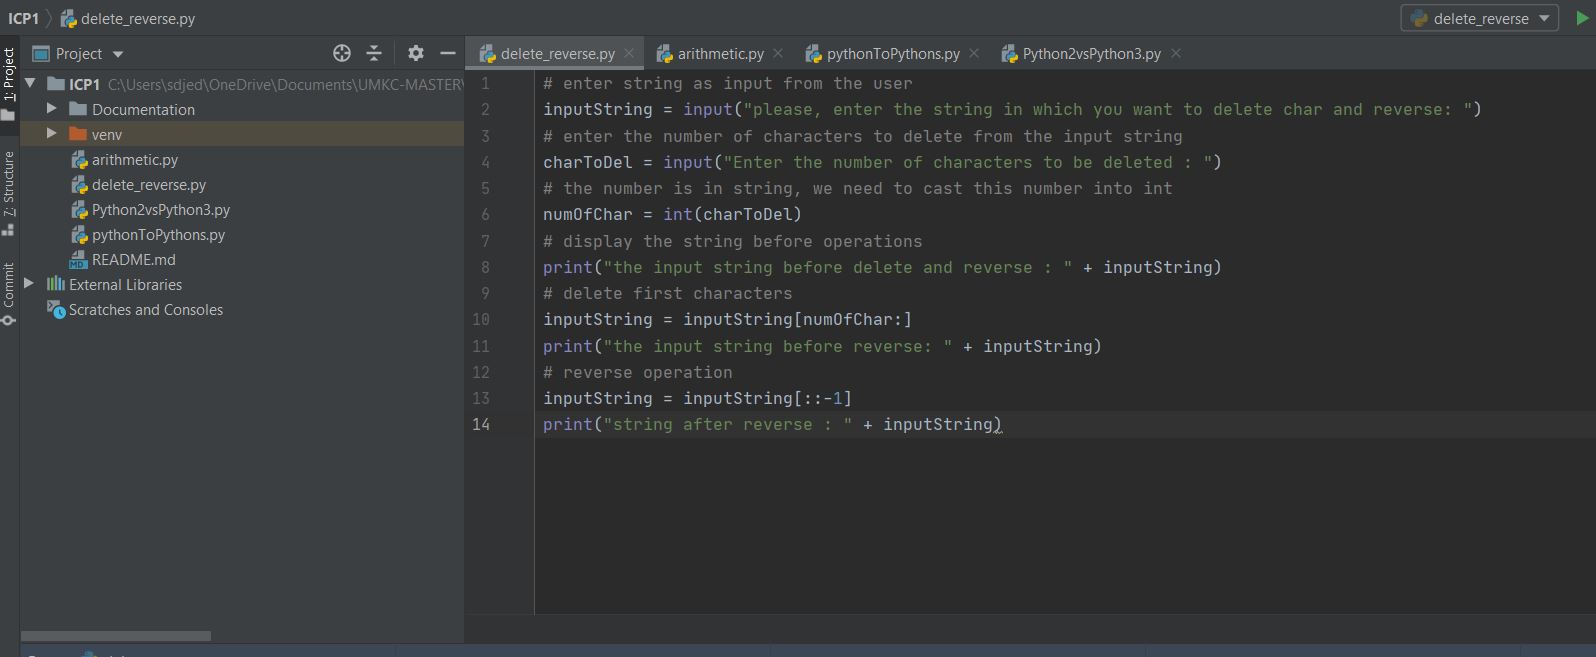 ICP1 delete_reverse.py delete_reverse
Project
delete_reverse.py arithmetic.py pythonToPythons.py Python2vsPython3.py
1: Project
Z: Structure
Commit
ICP1 C:\Users\sdjed\OneDrive\Documents\UMKC-MASTER\
Documentation
venv
arithmetic.py
delete_reverse.py
Python2vsPython3.py
pythonToPythons.py
MD README.md
External Libraries
Scratches and Consoles
1 # enter string as input from the user
2 inputString = input("please, enter the string in which you want to delete char and reverse: ")
3 # enter the number of characters to delete from the input string
4 charToDel = input("Enter the number of characters to be deleted : ")
5 # the number is in string, we need to cast this number into int
6 numOfChar = int(charToDel)
7 # display the string before operations
8 print("the input string before delete and reverse : " + inputString)
9 # delete first characters
10 inputString = inputString[numOfChar:]
11 print("the input string before reverse: " + inputString)
12 # reverse operation
13 inputString = inputString[::-1]
14 print("string after reverse : " + inputString)